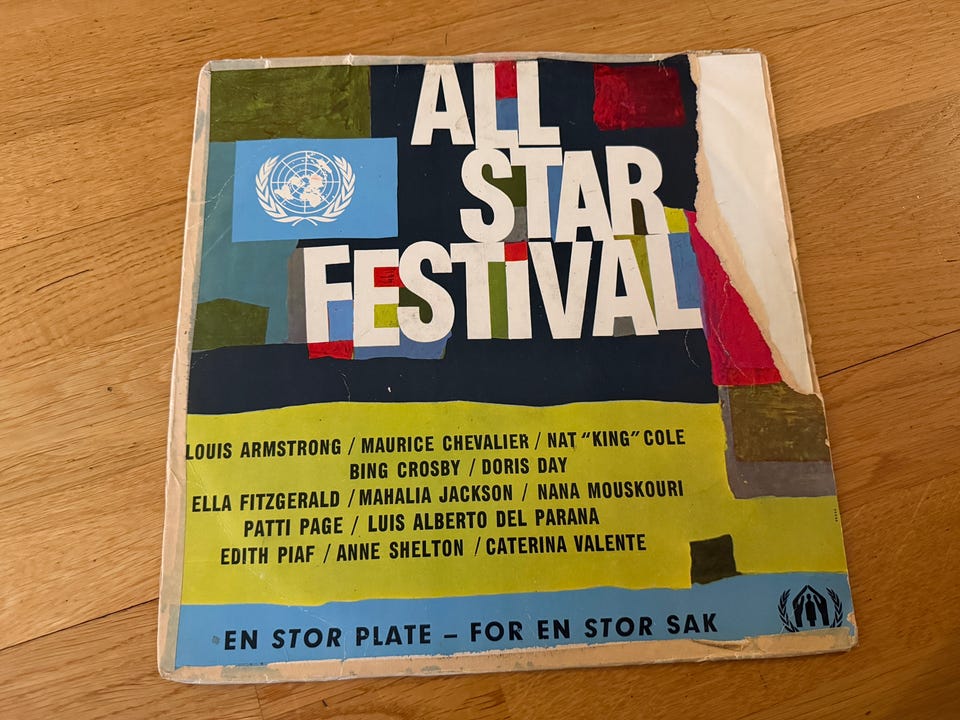 ALL
STAR
FESTiVAL
LOUIS ARMSTRONG / MAURICE CHEVALIER / NAT "KING" COLE
BING CROSBY / DORIS DAY
ELLA FITZGERALD / MAHALIA JACKSON / NANA MOUSKOURI
PATTI PAGE / LUIS ALBERTO DEL PARANA
EDITH PIAF / ANNE SHELTON / CATERINA VALENTE
EN STOR PLATE – FOR EN STOR SAK